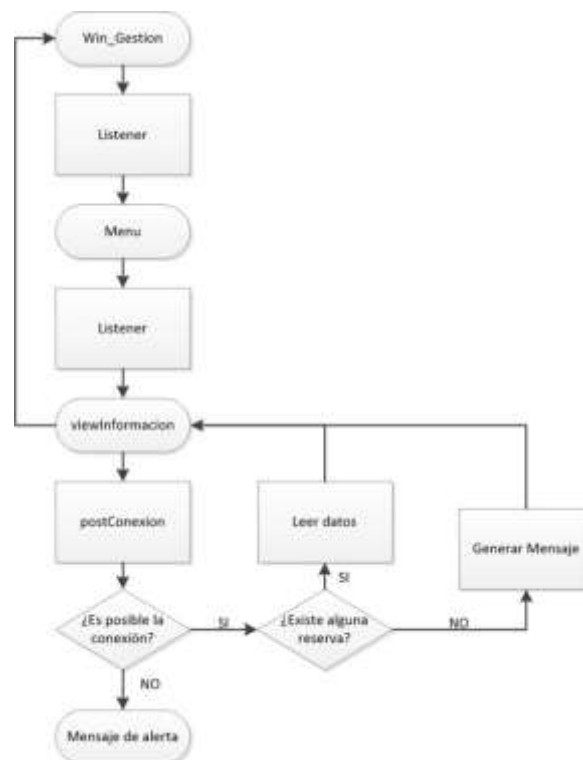 Win_Gestion
Listener
Menu
Listener
viewInformacion
postConexion
Leer datos
Generar Mensaje
SI
¿Es posible la
conexión?
SI
¿Existe alguna
reserva?
NO
NO
Mensaje de alerta